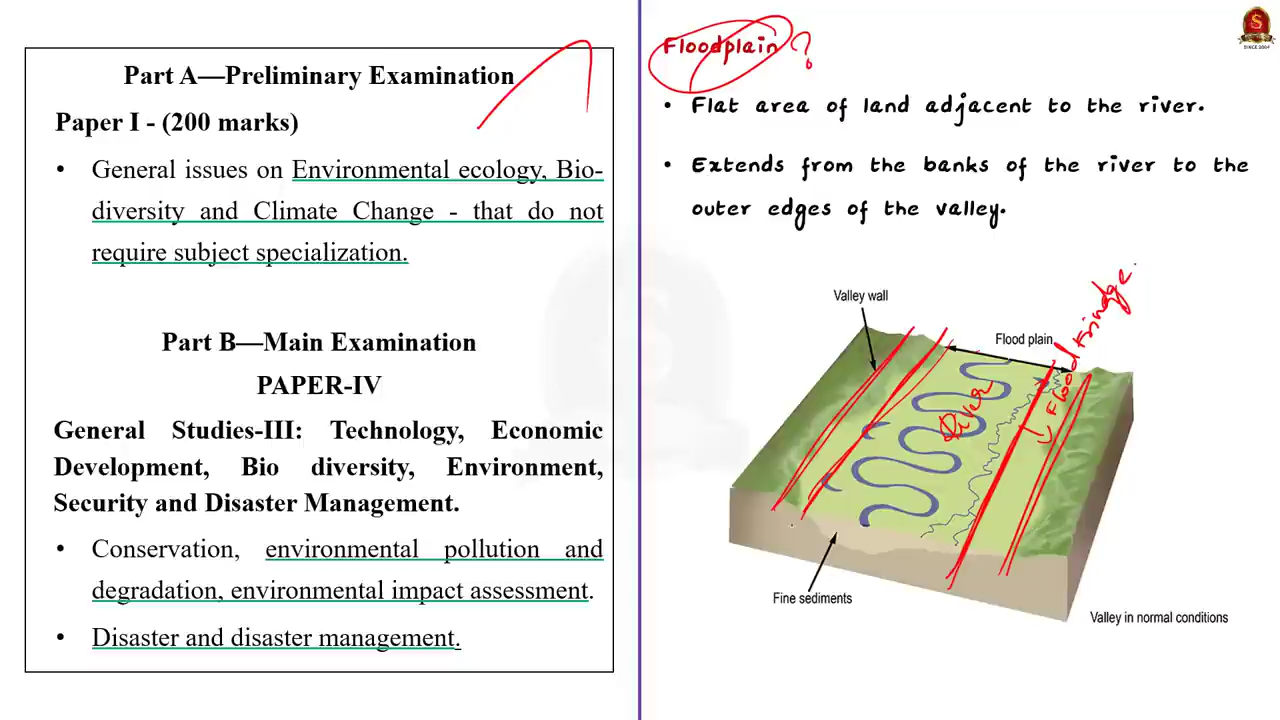 Part A—Preliminary Examination
Paper I - (200 marks)
• General issues on Environmental ecology, Bio-
diversity and Climate Change - that do not
require subject specialization.
Part B—Main Examination
PAPER-IV
General Studies-III: Technology, Economic
Development, Bio diversity, Environment,
Security and Disaster Management.
• Conservation, environmental pollution and
degradation, environmental impact assessment.
• Disaster and disaster management.
Floodplain ?
• Flat area of land adjacent to the river.
• Extends from the banks of the river to the
outer edges of the valley.
Valley wall
Flood plain
Flood Fringe
River
Fine sediments
Valley in normal conditions
S
SINCE 2004